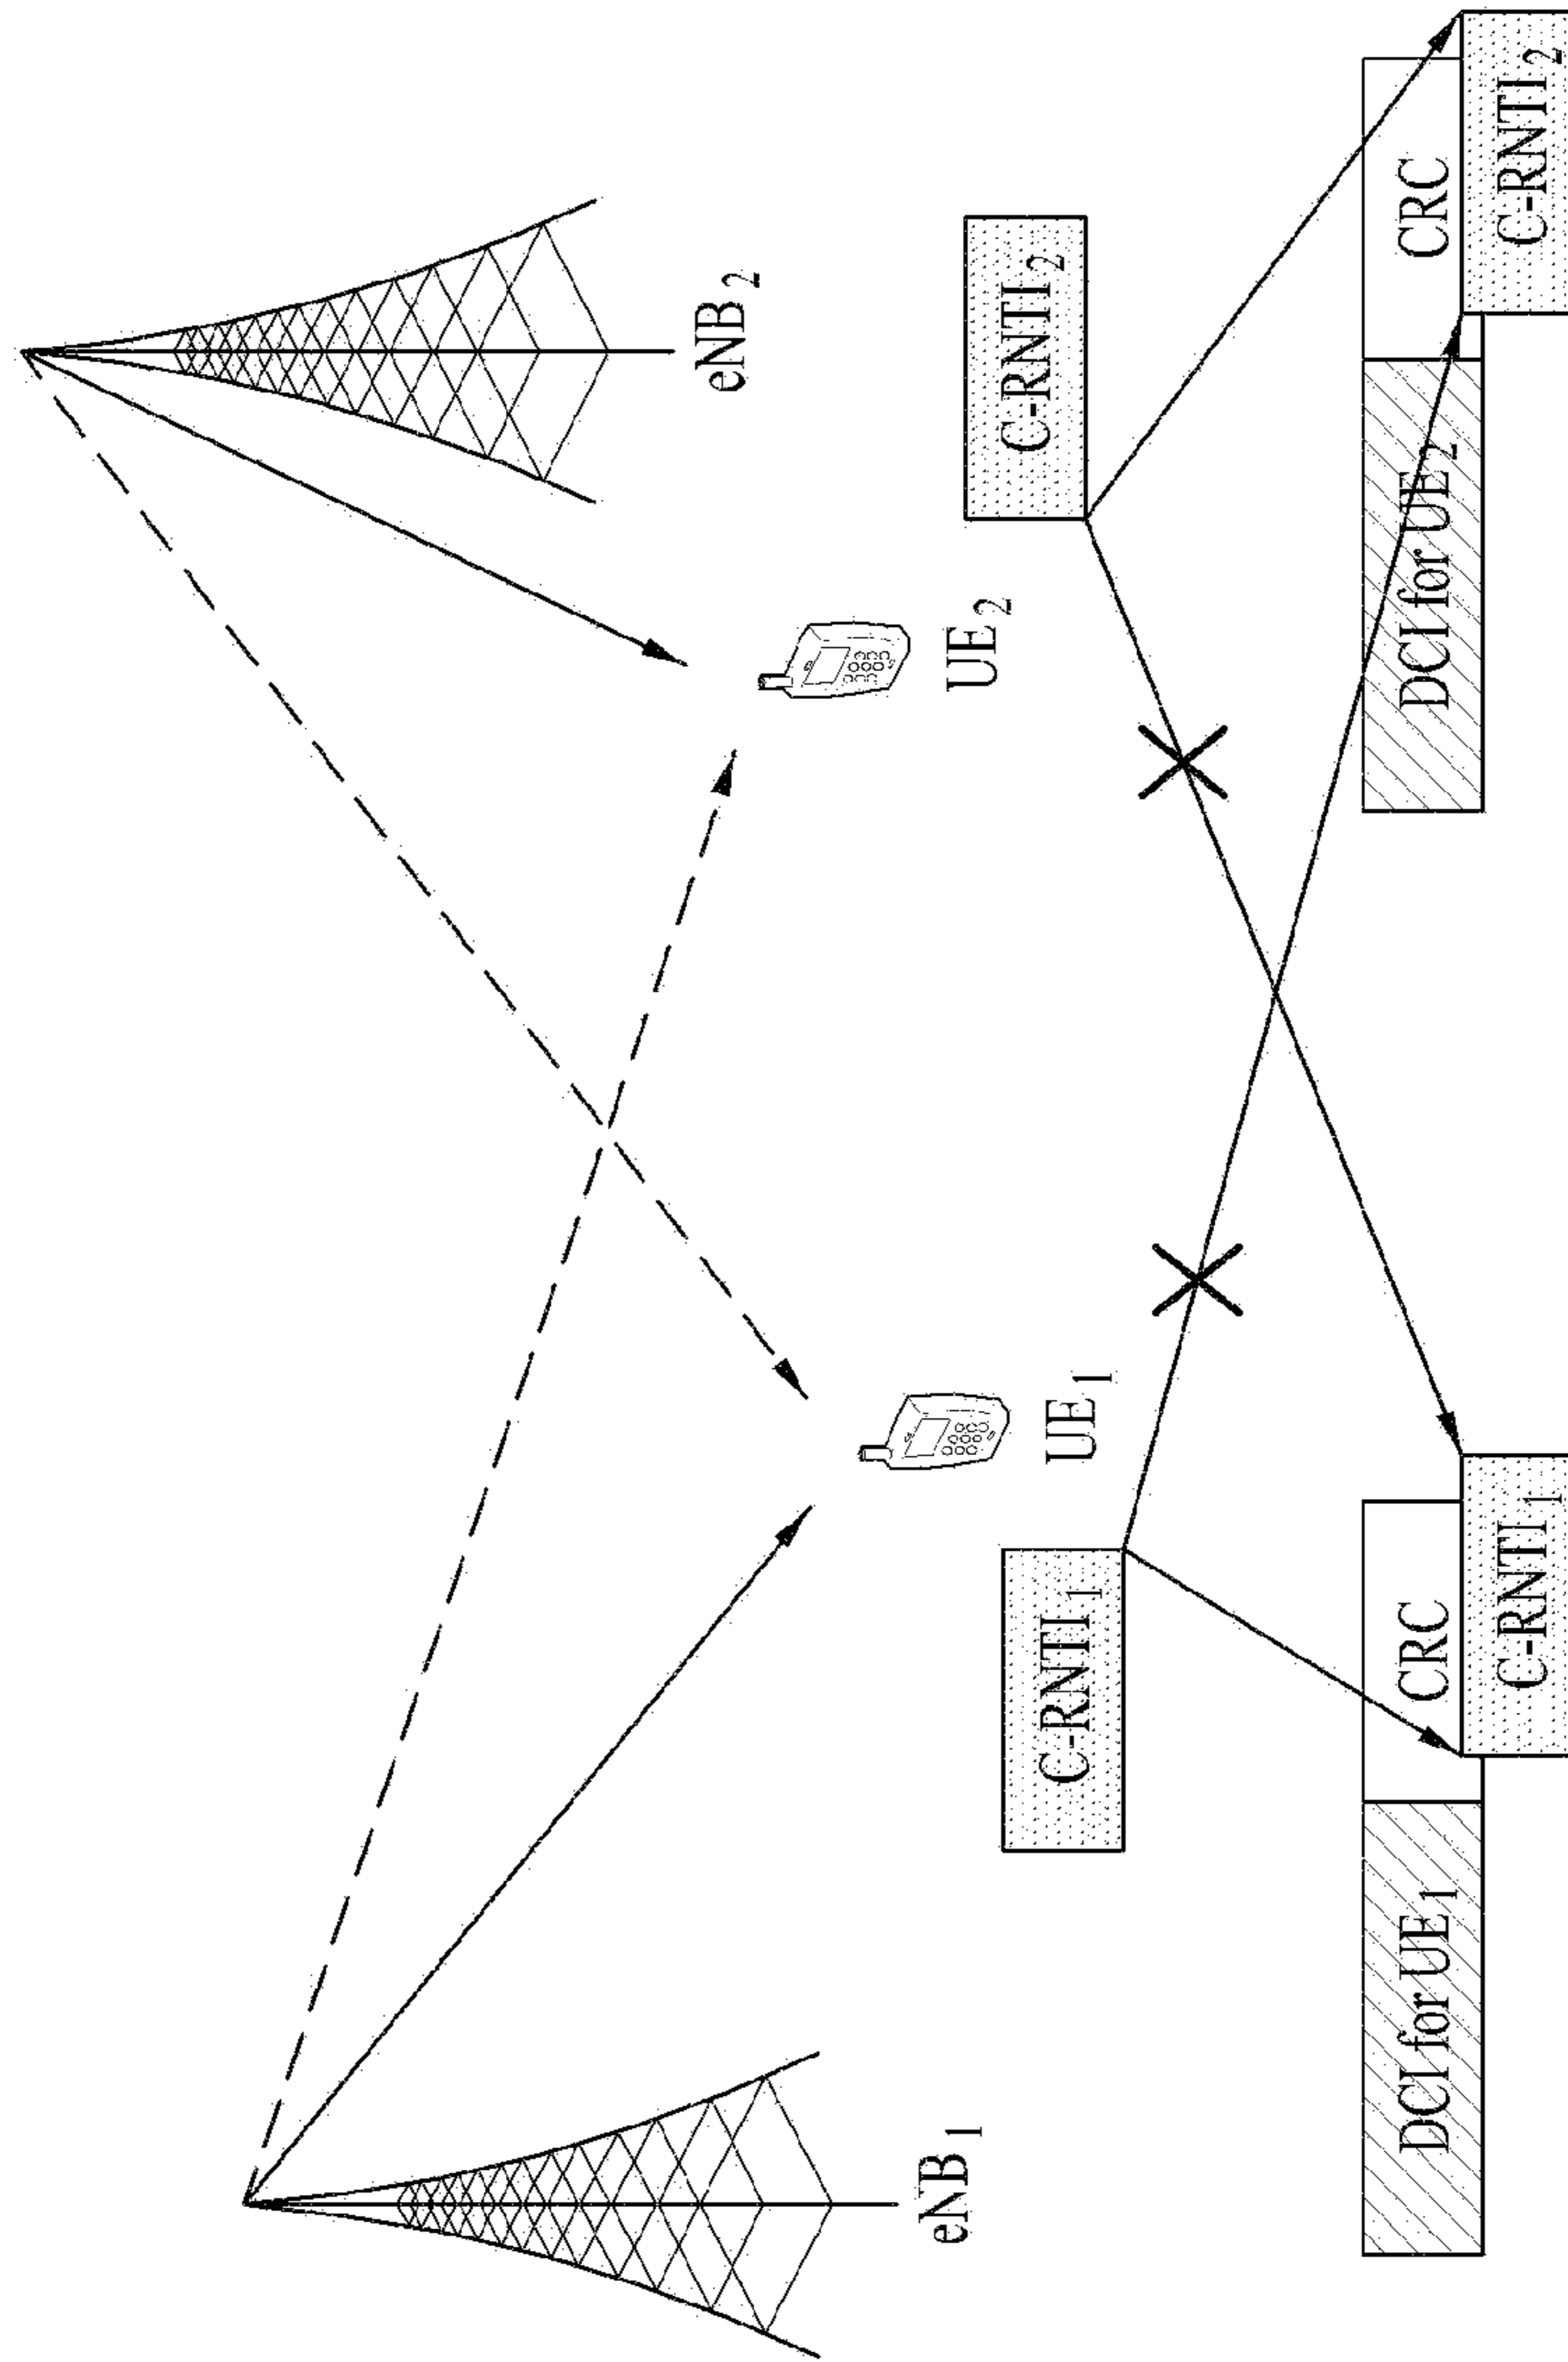 eNB1
eNB2
UE1
UE2
C-RNTI1
C-RNTI2
DCI for UE1
CRC
C-RNTI1
DCI for UE2
CRC
C-RNTI2